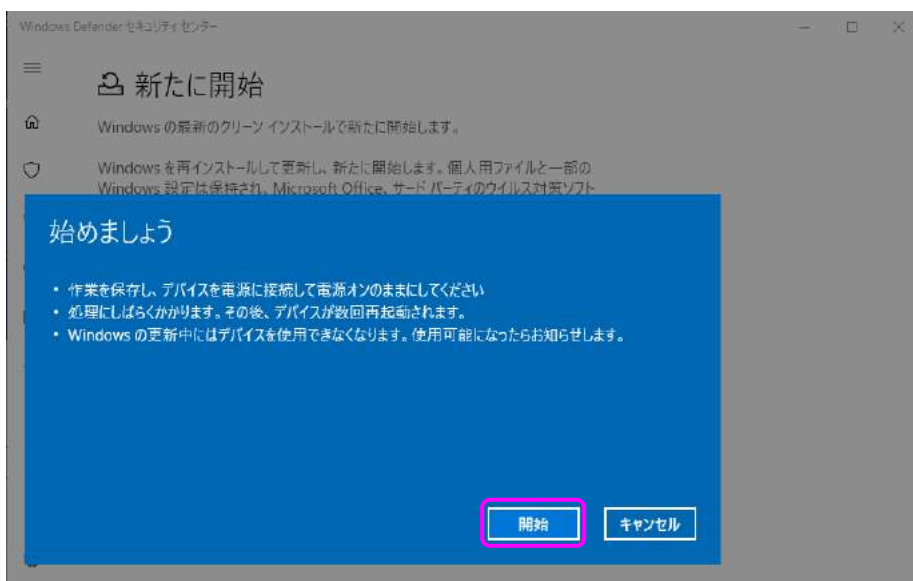 Windows Defender セキュリティ センター
新たに開始
Windows の最新のクリーン インストールで新たに開始します。
Windows を再インストールして更新し、新たに開始します。個人用ファイルと一部の
Windows 設定は保持され、Microsoft Office、サード パーティのウイルス対策ソフト
始めましょう
• 作業を保存し、デバイスを電源に接続して電源オンのままにしてください
• 処理にしばらくかかります。その後、デバイスが数回再起動されます。
• Windows の更新中にはデバイスを使用できなくなります。使用可能になったらお知らせします。
開始
キャンセル